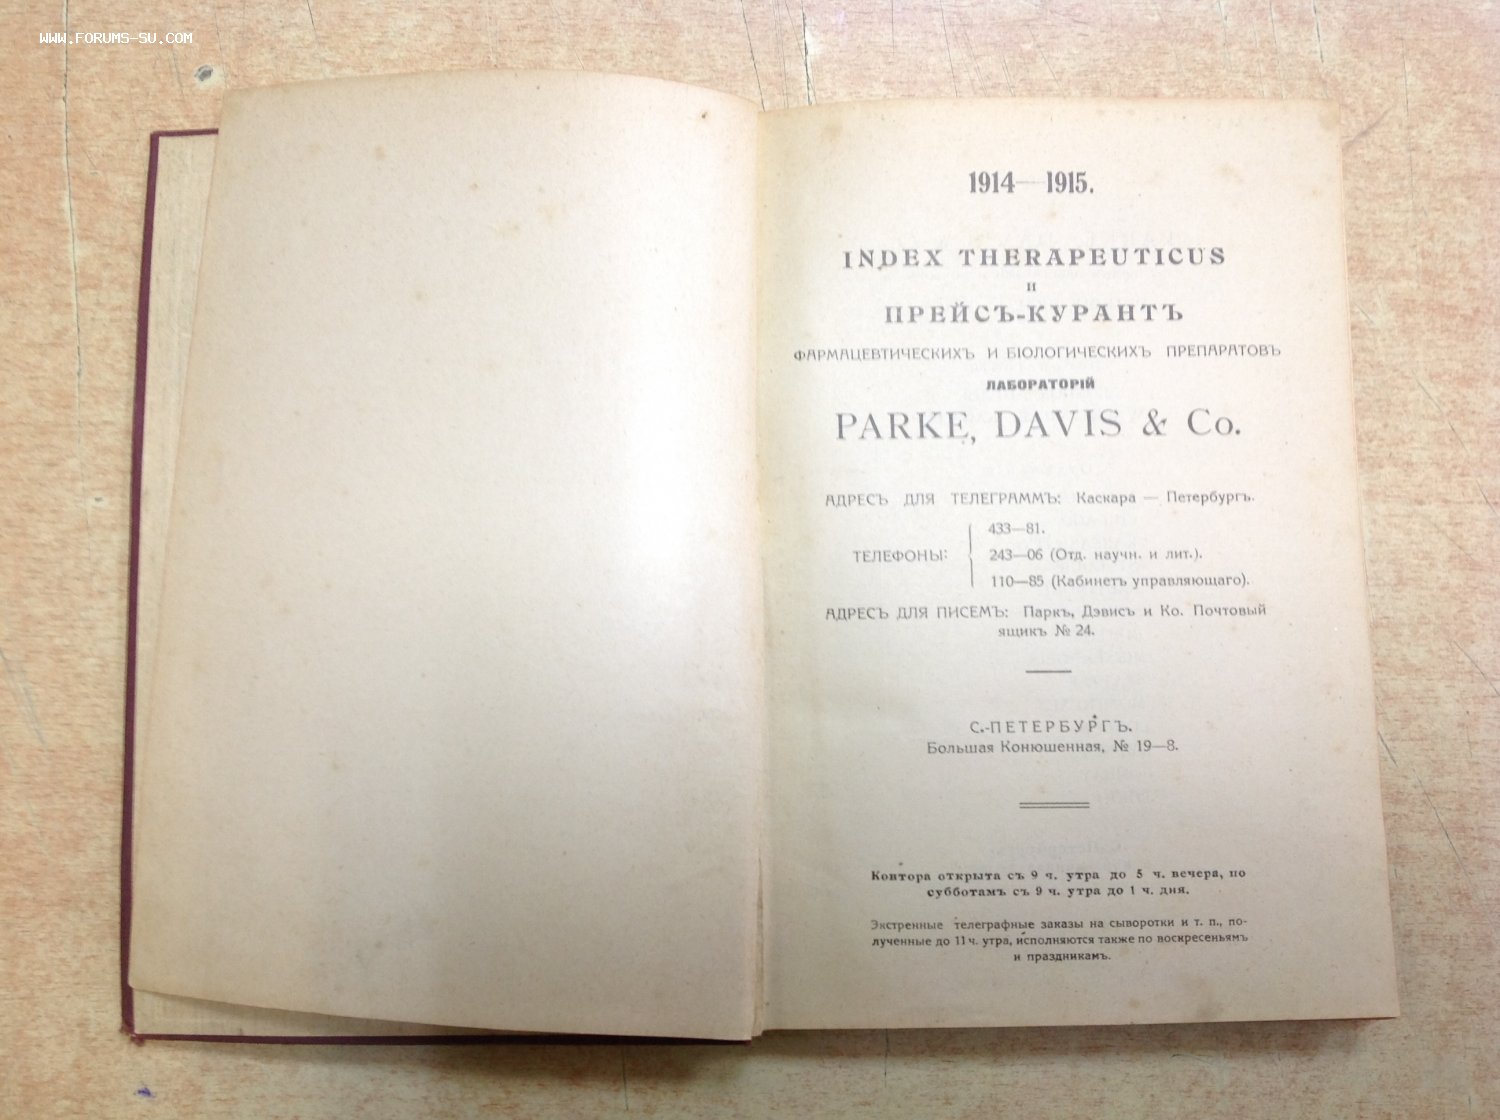 WWW.FORUMS-SU.COM
1914—1915.
INDEX THERAPEUTICUS
и
ПРЕЙСЪ-КУРАНТЪ
ФАРМАЦЕВТИЧЕСКИХЪ И БІОЛОГИЧЕСКИХЪ ПРЕПАРАТОВЪ
ЛАБОРАТОРІЙ
PARKE, DAVIS & Co.
АДРЕСЪ ДЛЯ ТЕЛЕГРАММЪ: Каскара — Петербургъ.
433—81.
ТЕЛЕФОНЫ: 243—06 (Отд. научн. и лит.).
110—85 (Кабинетъ управляющаго).
АДРЕСЪ ДЛЯ ПИСЕМЪ: Паркъ, Дэвисъ и Ко. Почтовый
ящикъ № 24.
С.-ПЕТЕРБУРГЪ.
Большая Конюшенная, № 19—8.
Контора открыта съ 9 ч. утра до 5 ч. вечера, по
субботамъ съ 9 ч. утра до 1 ч. дня.
Экстренные телеграфные заказы на сыворотки и т. п., по-
лученные до 11 ч. утра, исполняются также по воскресеньямъ
и праздникамъ.